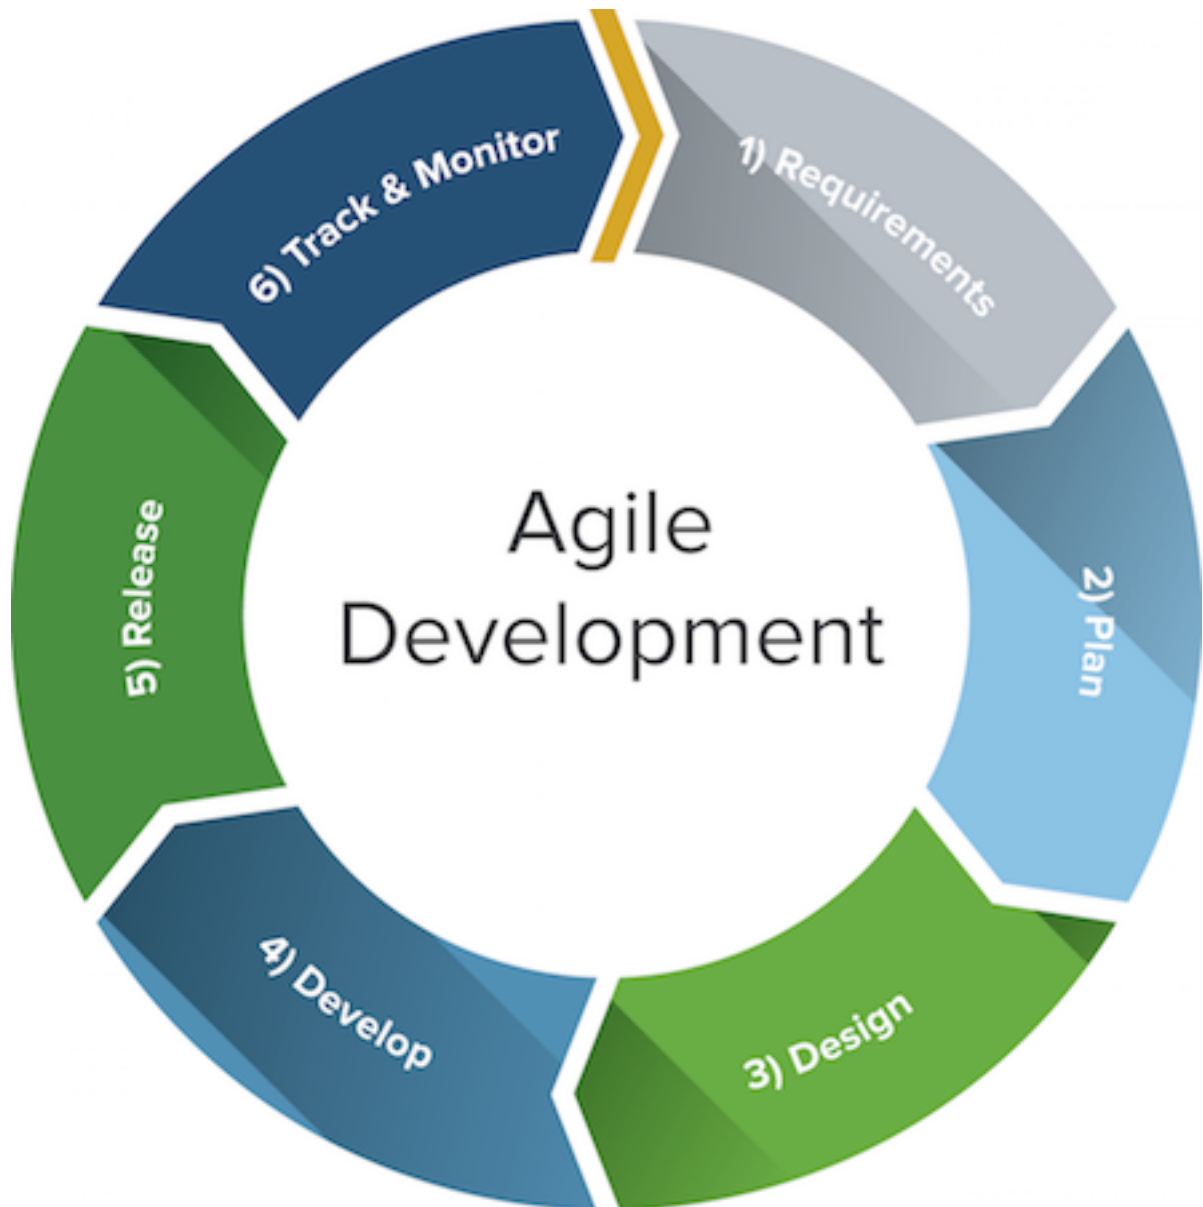 Agile
Development
1) Requirements
2) Plan
3) Design
4) Develop
5) Release
6) Track & Monitor